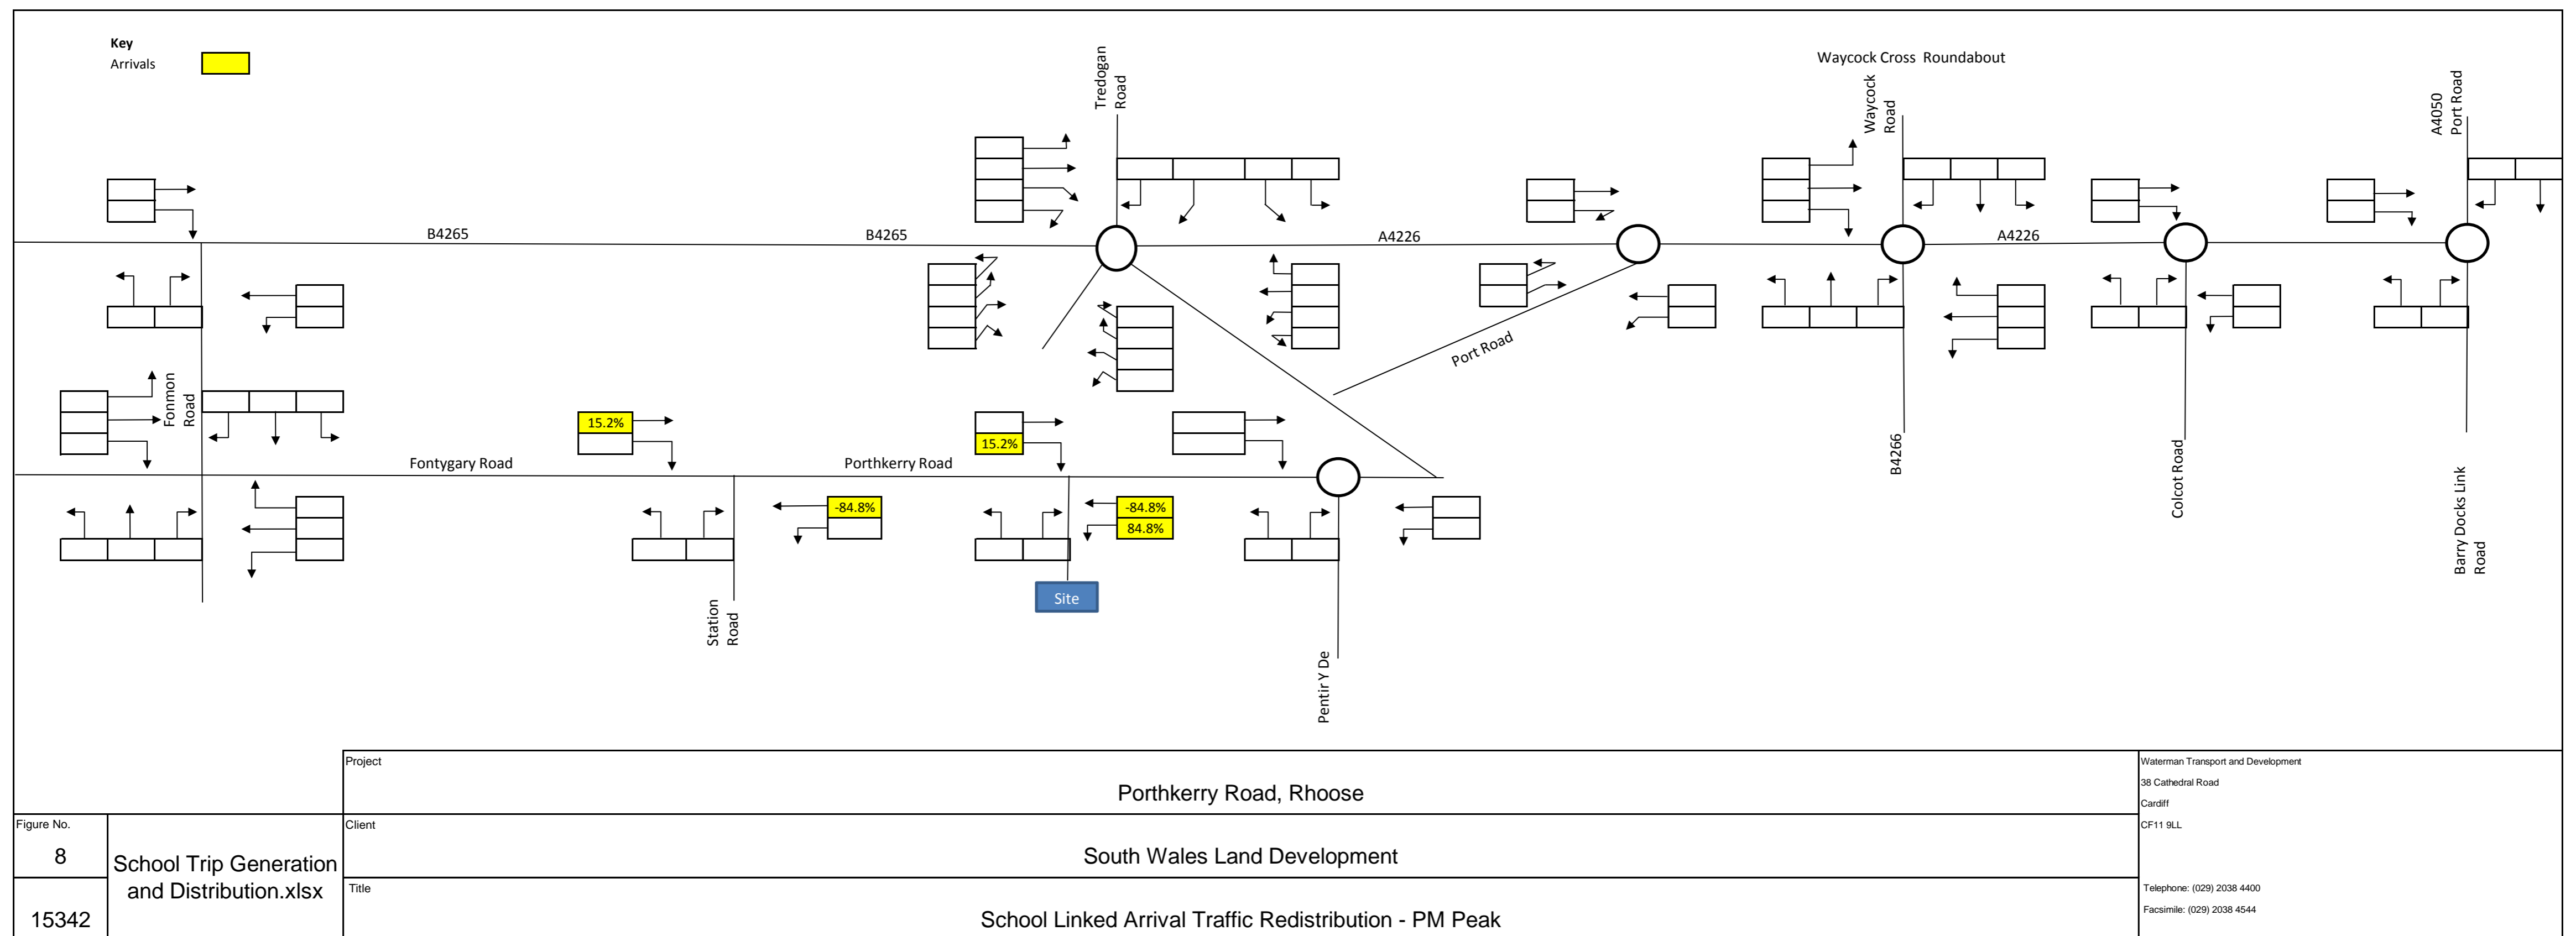 Key
Arrivals
Tredogan
Road
Waycock Cross Roundabout
Waycock
Road
A4050
Port Road
B4265
B4265
A4226
A4226
Port Road
Fonmon
Road
15.2%
15.2%
Fontygary Road
Porthkerry Road
B4266
Colcot Road
Barry Docks Link
Road
-84.8%
-84.8%
84.8%
Site
Station
Road
Pentir Y De
Project
Porthkerry Road, Rhoose
Waterman Transport and Development
38 Cathedral Road
Cardiff
CF11 9LL
Figure No.
8
School Trip Generation
and Distribution.xlsx
Client
South Wales Land Development
Title
15342
School Linked Arrival Traffic Redistribution - PM Peak
Telephone: (029) 2038 4400
Facsimile: (029) 2038 4544